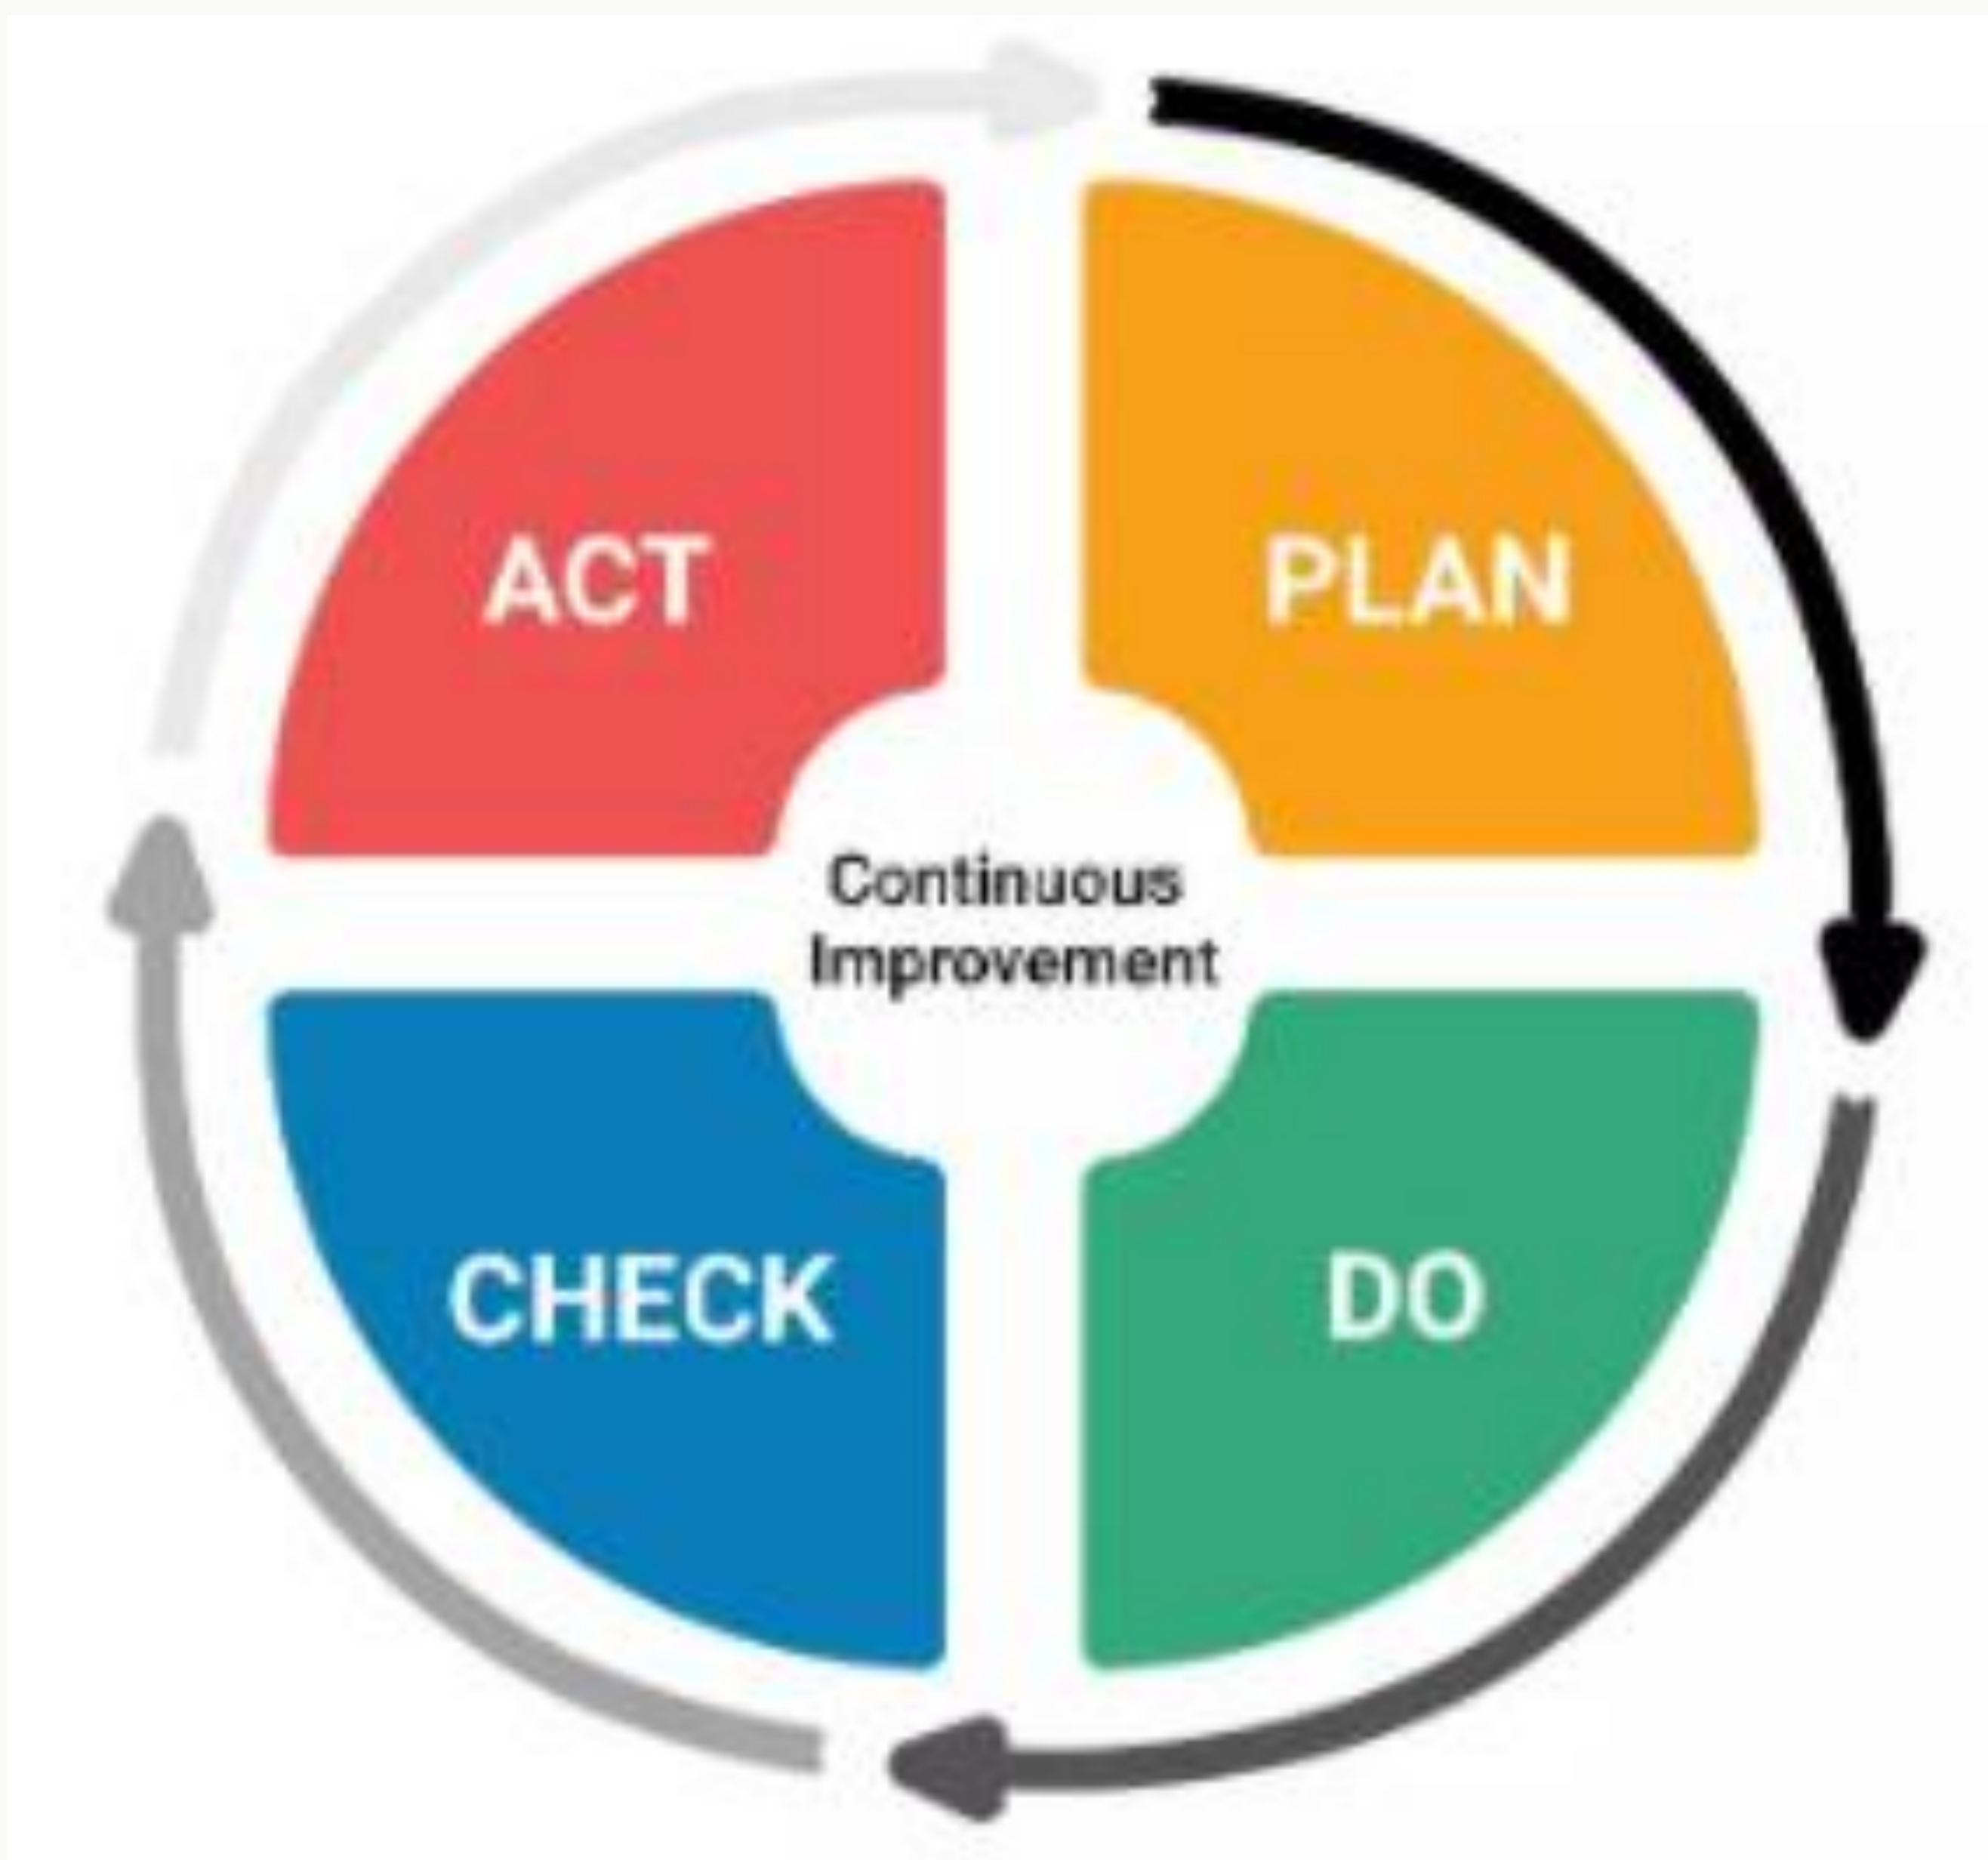 ACT
PLAN
Continuous
Improvement
CHECK
DO